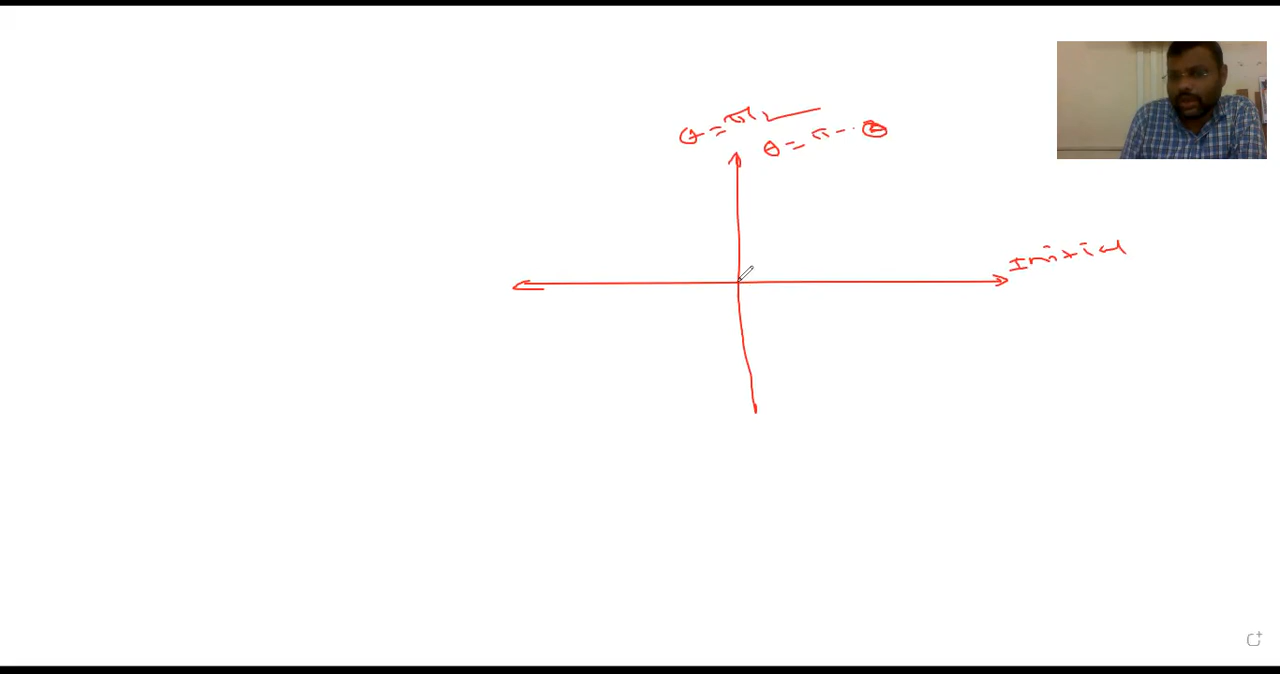 θ = π/2
θ = π - θ
Initial